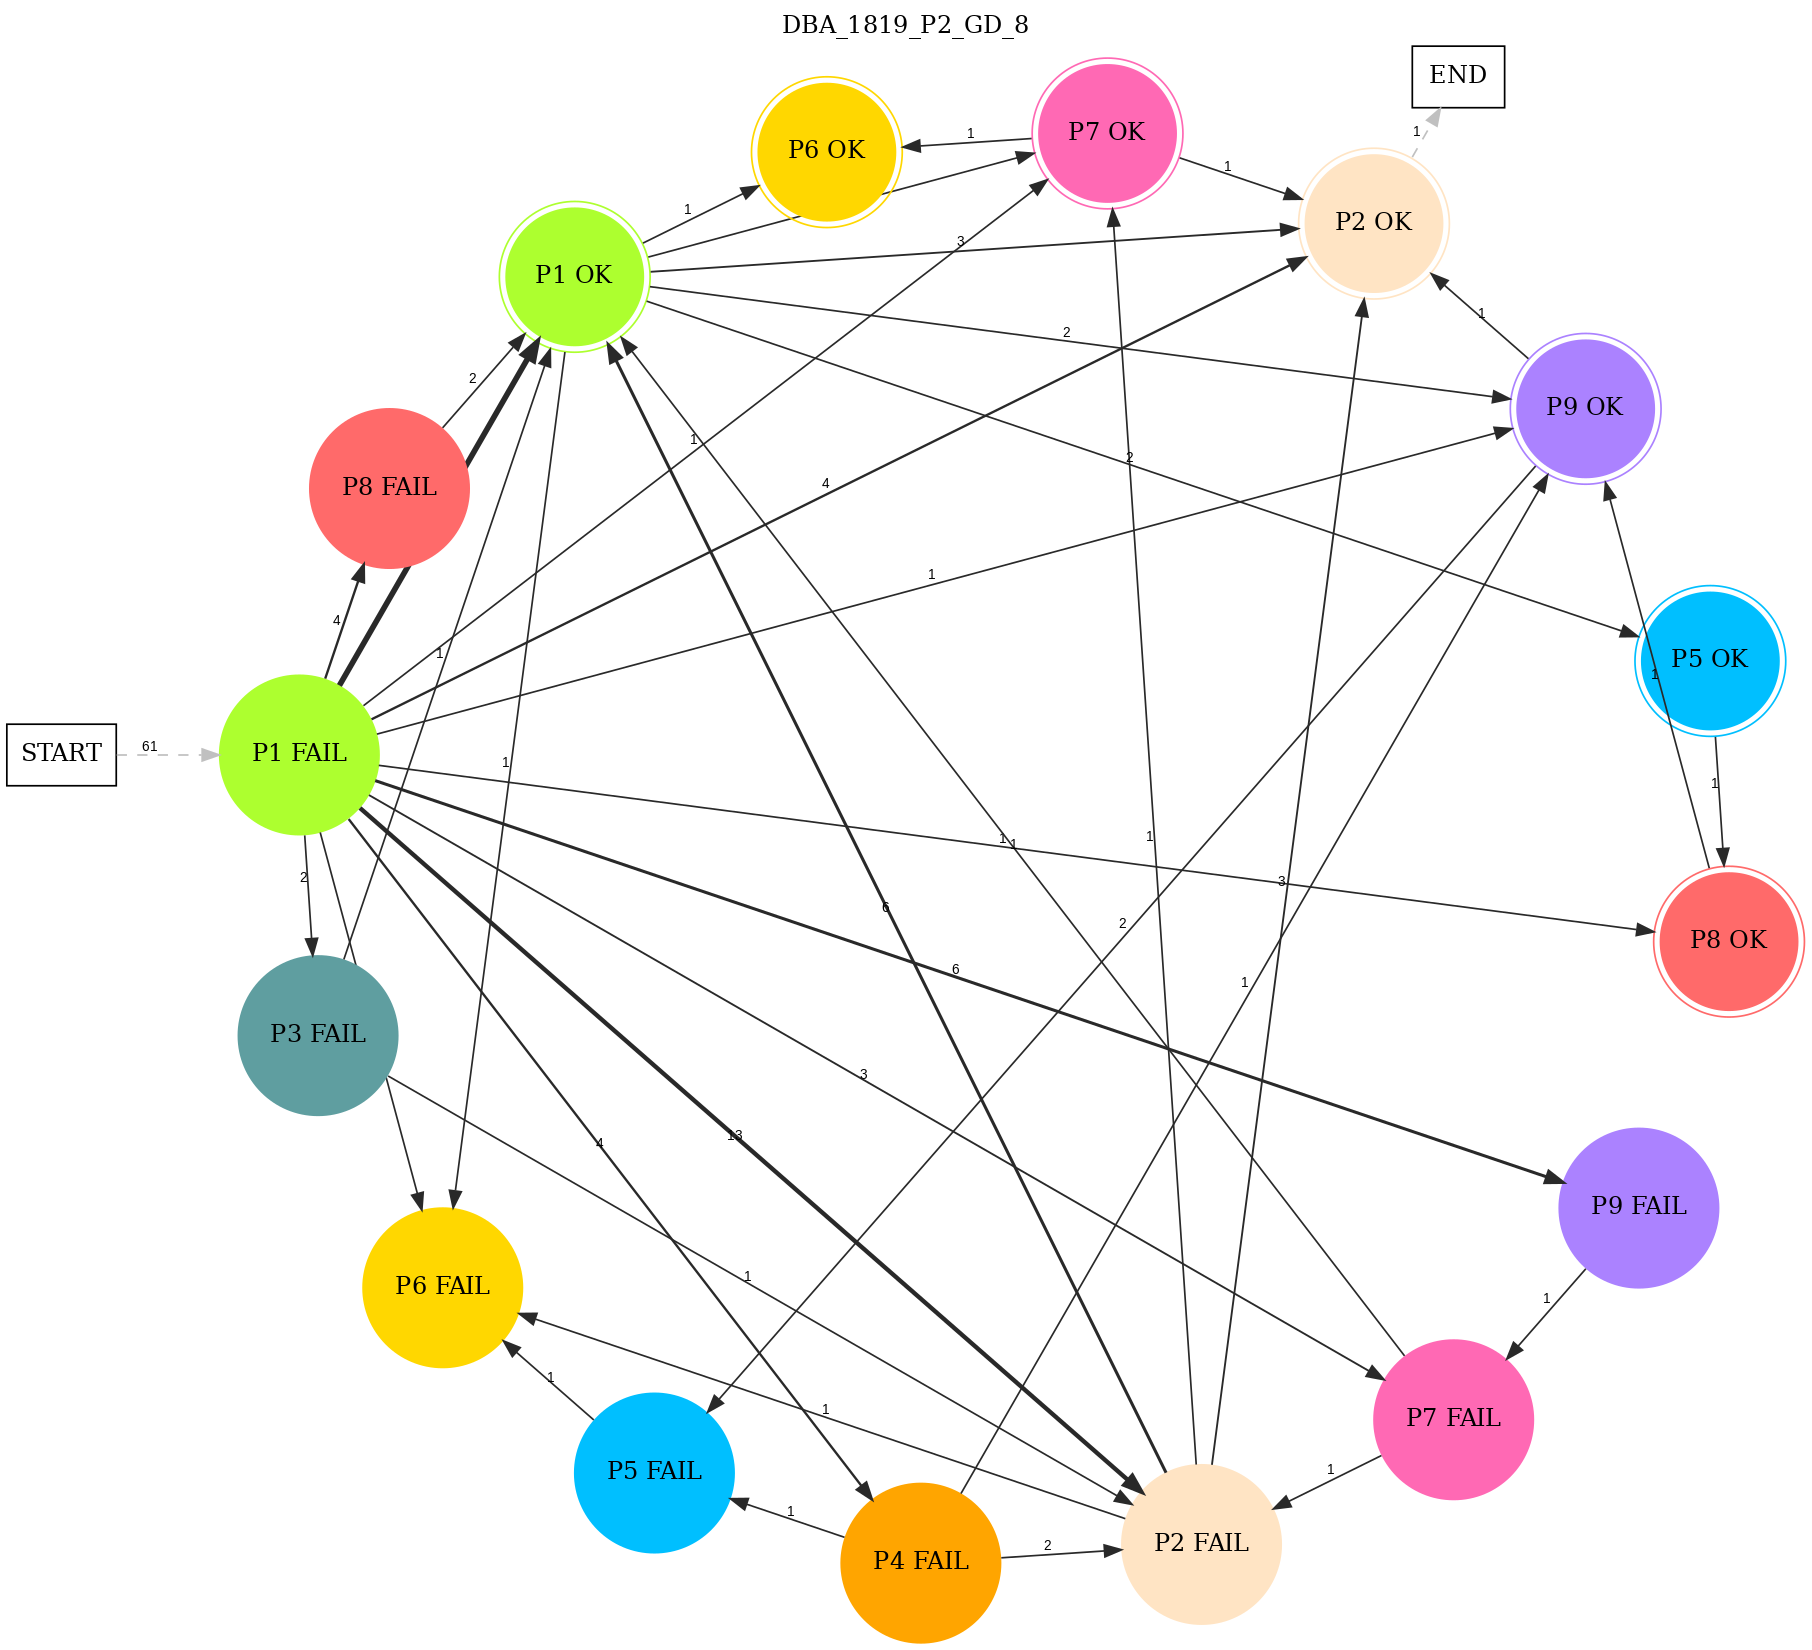 DBA_1819_P2_GD_8
END
P7 OK
P6 OK
1
1
1
P2 OK
1
3
P1 OK
1
2
2
P9 OK
1
2
P8 FAIL
4
1
4
1
P5 OK
1
1
START
61
P1 FAIL
1
1
1
1
1
2
6
3
2
P8 OK
6
1
P3 FAIL
3
4
13
P9 FAIL
1
P6 FAIL
1
1
1
P7 FAIL
1
P5 FAIL
1
2
P2 FAIL
P4 FAIL